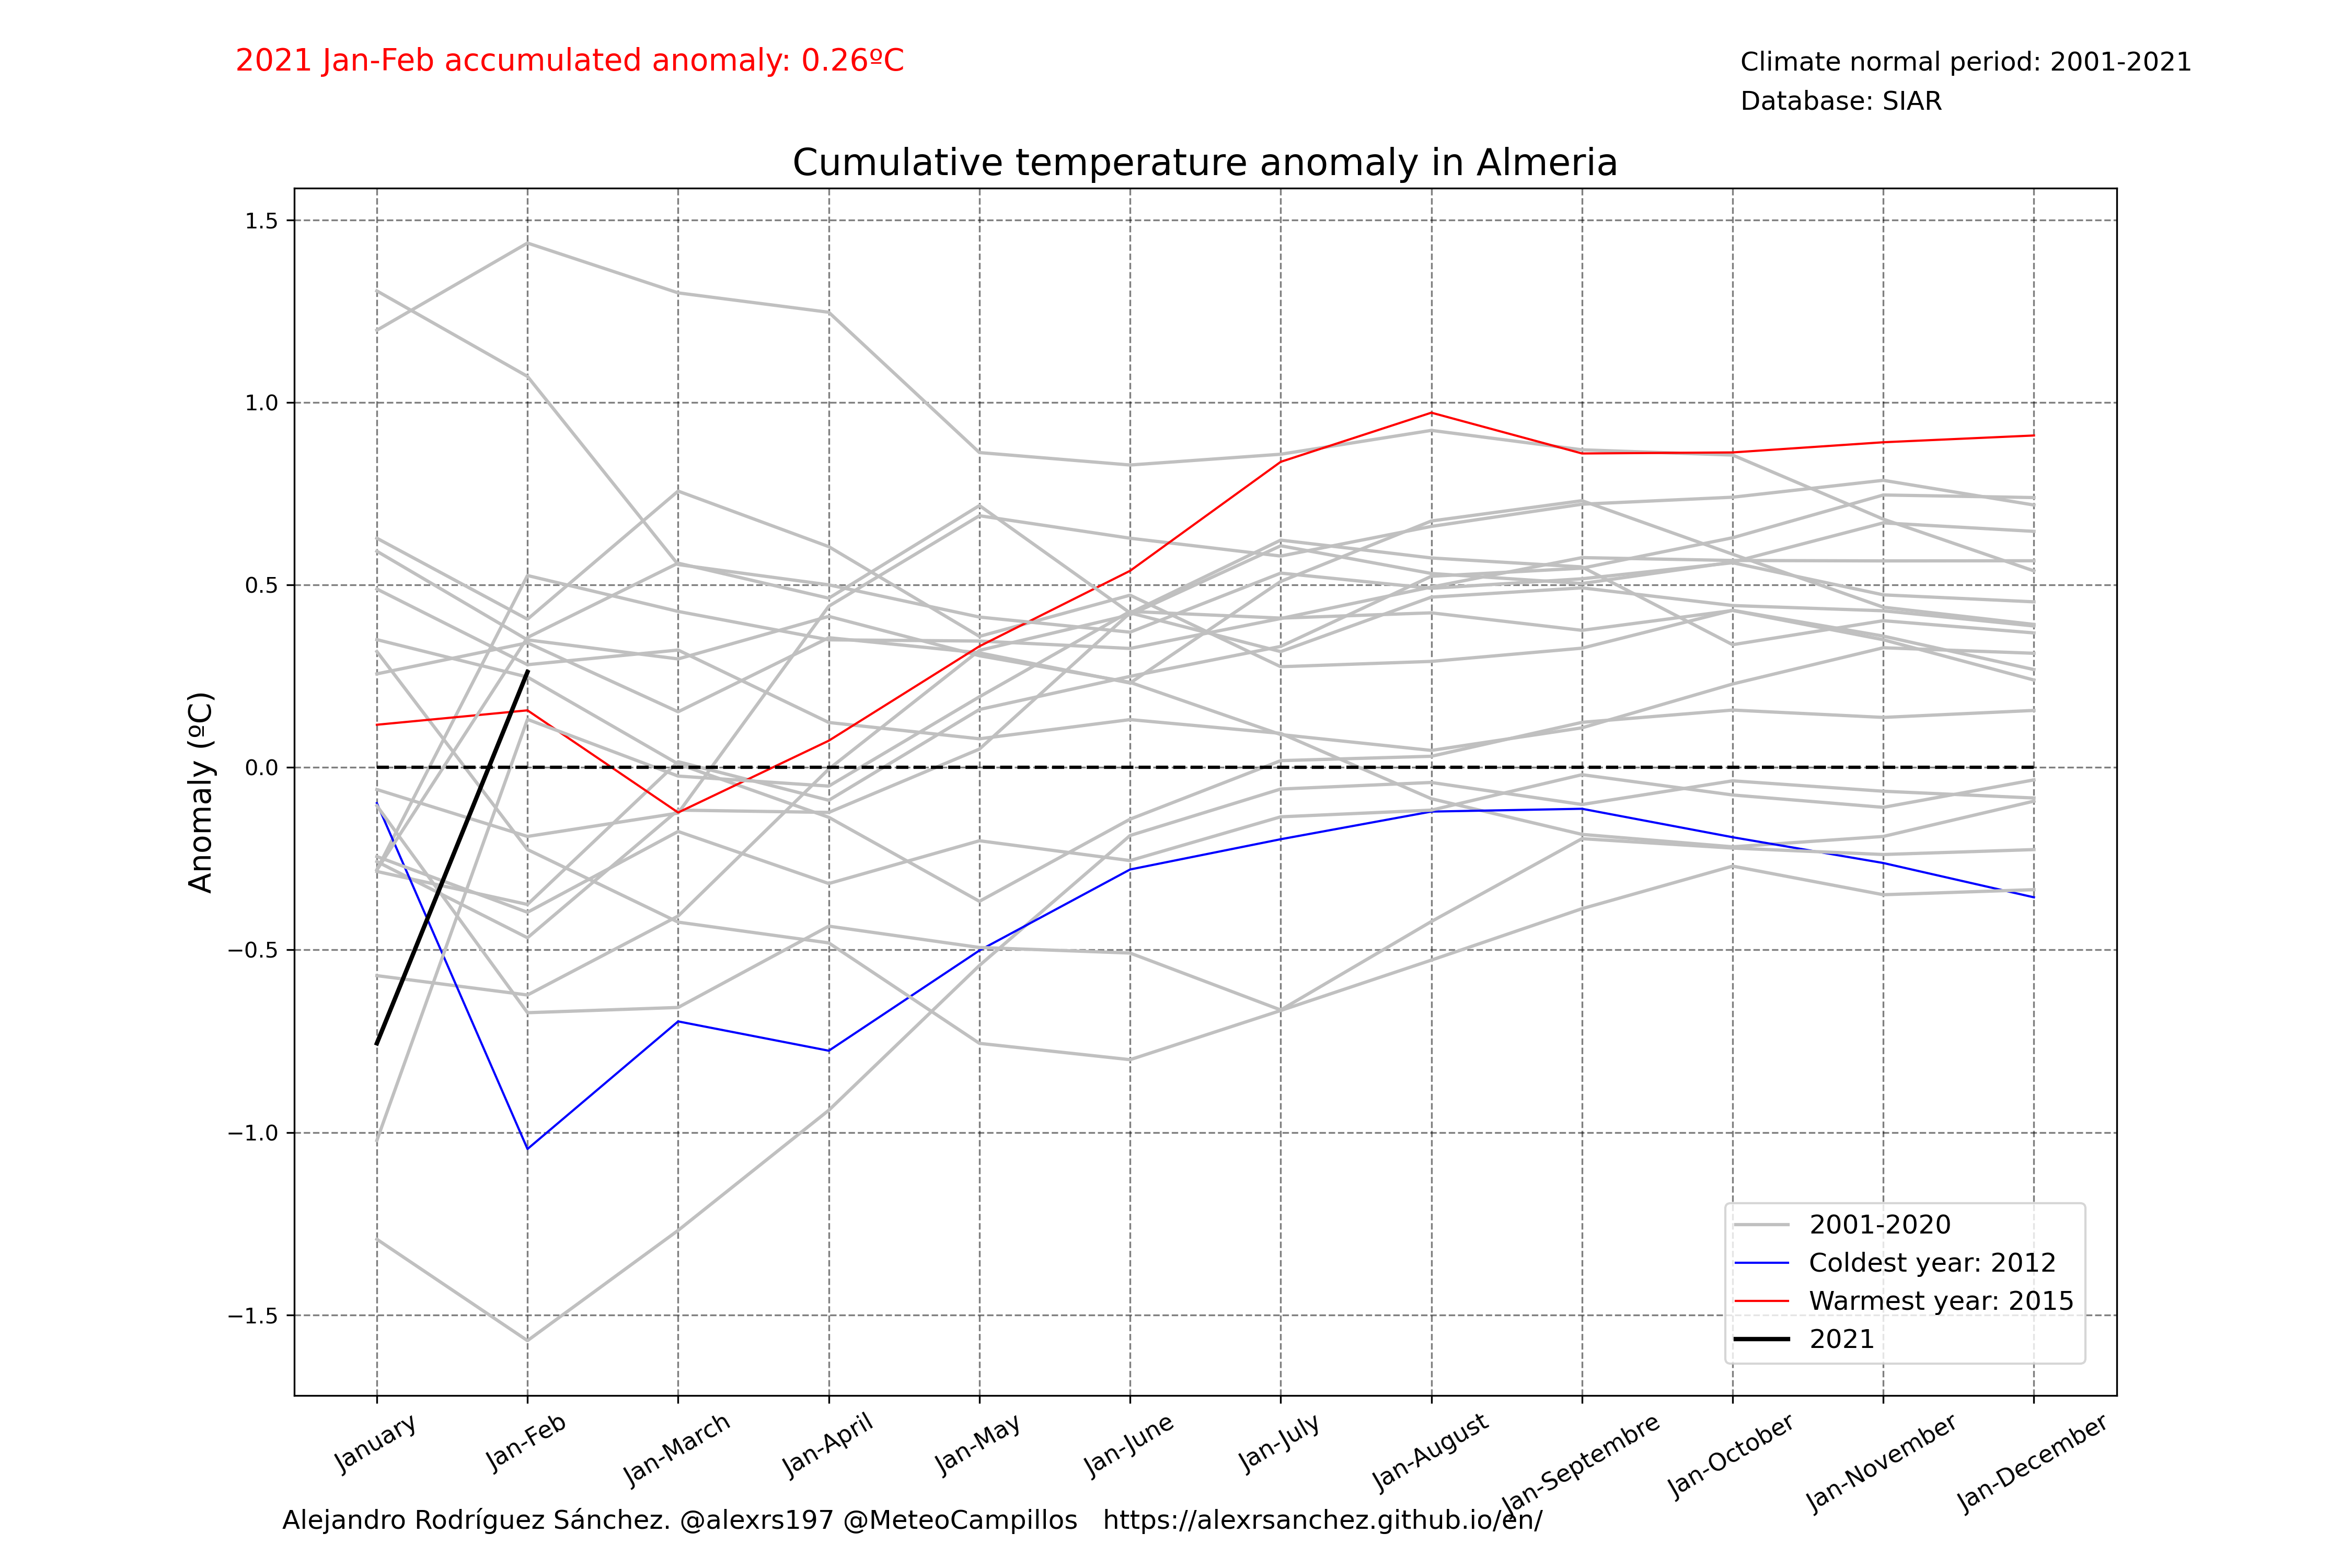 2021 Jan-Feb accumulated anomaly: 0.26ºC
Climate normal period: 2001-2021
Database: SIAR
Cumulative temperature anomaly in Almeria
Anomaly (ºC)
1.5
1.0
0.5
0.0
−0.5
−1.0
−1.5
2001-2020
Coldest year: 2012
Warmest year: 2015
2021
January
Jan-Feb
Jan-March
Jan-April
Jan-May
Jan-June
Jan-July
Jan-August
Jan-Septembre
Jan-October
Jan-November
Jan-December
Alejandro Rodríguez Sánchez. @alexrs197 @MeteoCampillos   https://alexrsanchez.github.io/en/